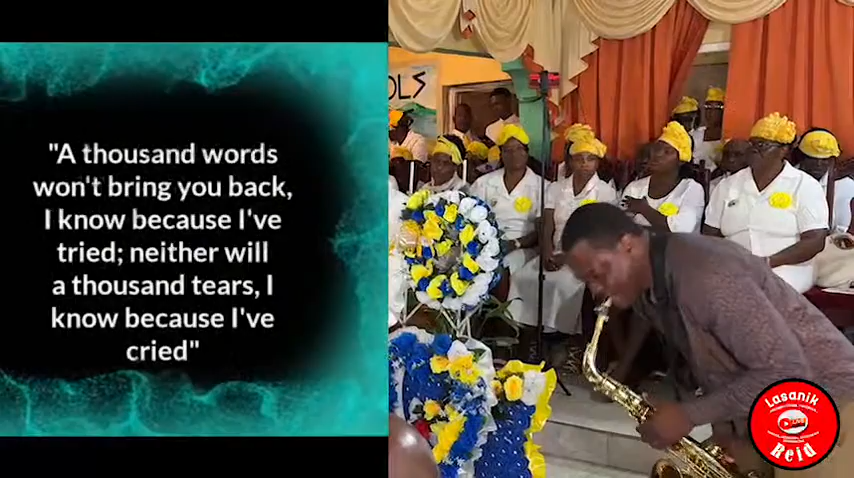 "A thousand words
won't bring you back,
I know because I've
tried; neither will
a thousand tears, I
know because I've
cried"
OLS
Lasanik
Reid